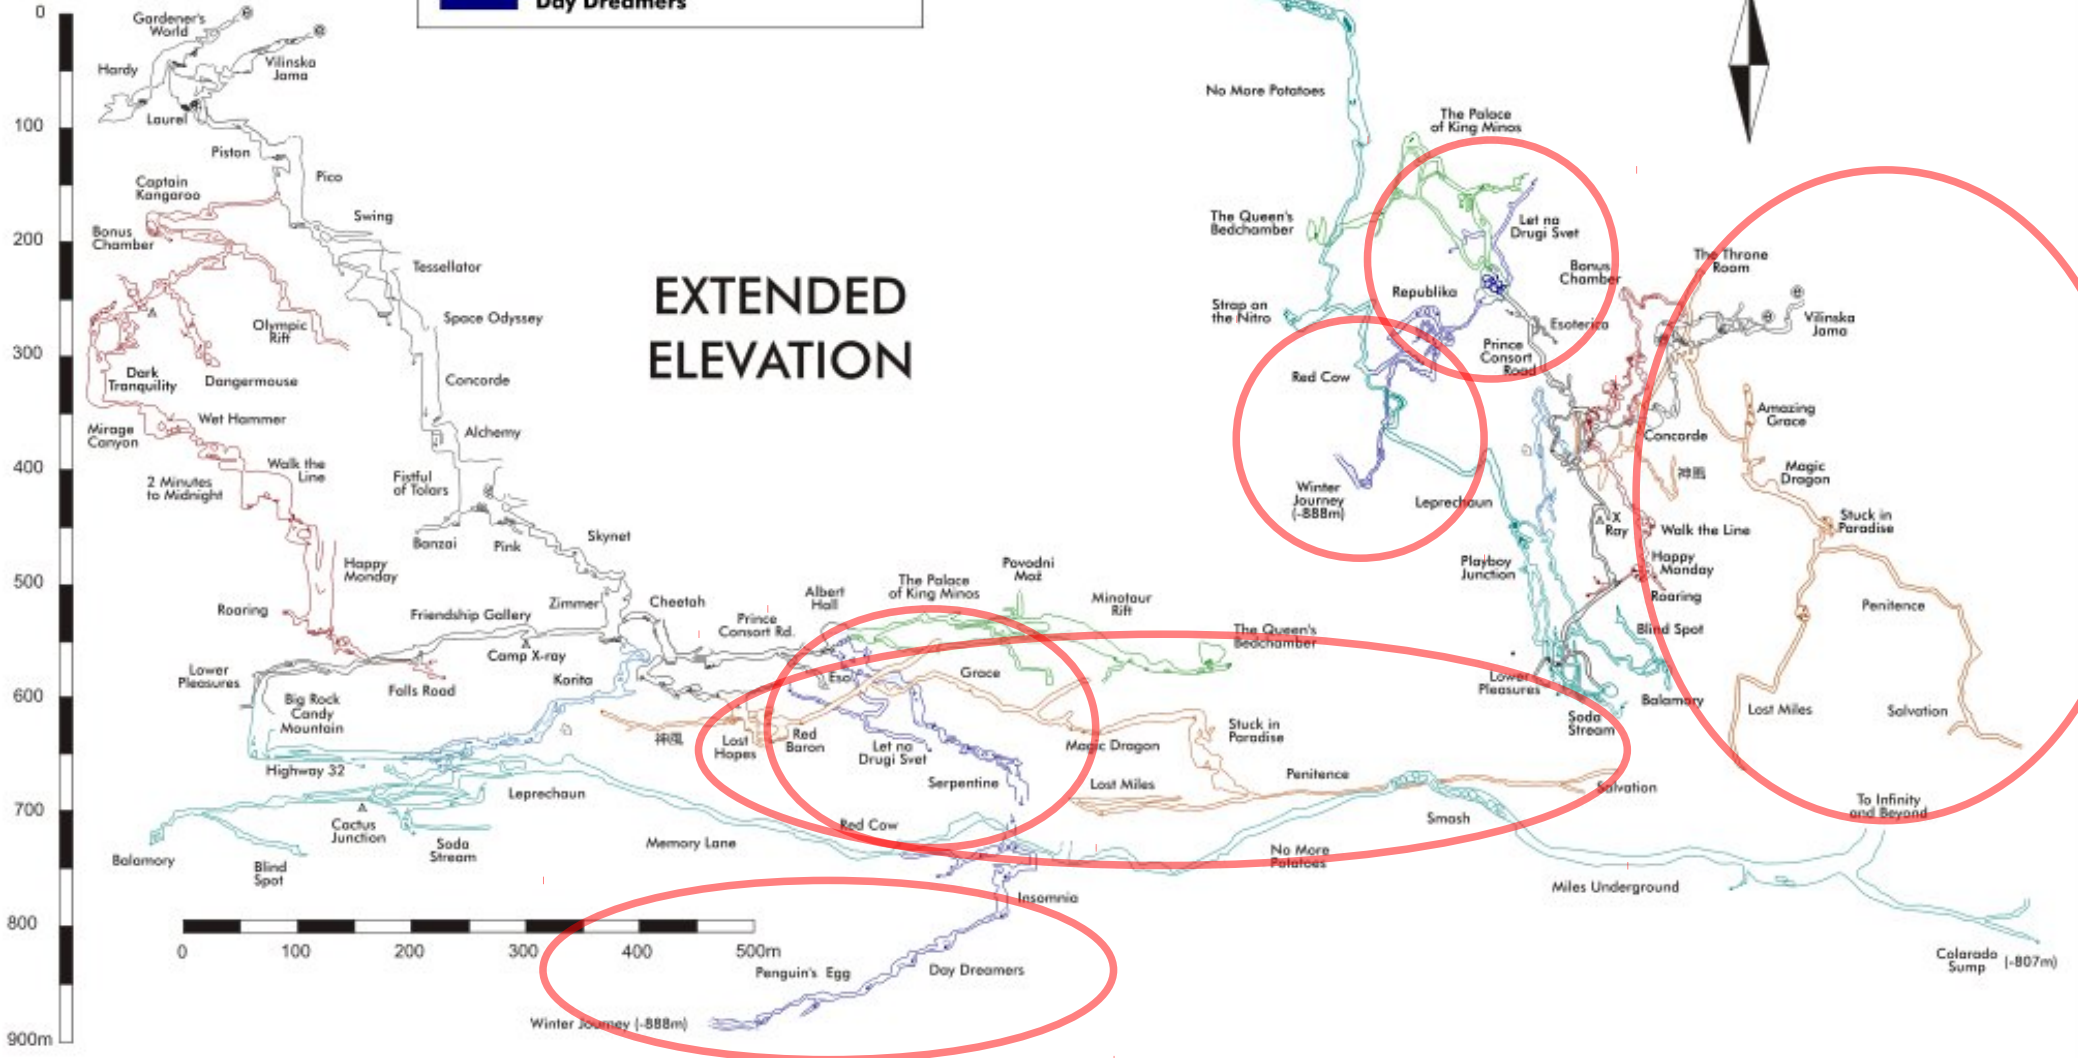 Day Dreamers
0
100
200
300
400
500
600
700
800
900m
Gardener's
World
Vilinska
Jama
Hardy
Laurel
Piston
Pico
Captain
Kangaroo
Swing
Bonus
Chamber
Tessellator
Space Odyssey
Olympic
Rift
Dark
Tranquility
Dangermouse
Concorde
Wet Hammer
Mirage
Canyon
Alchemy
Walk the
Line
2 Minutes
to Midnight
Fistful
of Tolars
Banzai
Pink
Skynet
Happy
Monday
Roaring
Friendship Gallery
Zimmer
Cheetah
Camp X-ray
Prince
Consort Rd.
Albert
Hall
The Palace
of King Minos
Povodni
Mož
Minotaur
Rift
The Queen's
Bedchamber
Lower
Pleasures
Falls Road
Korita
Big Rock
Candy
Mountain
Eso
Grace
神風
Lost
Hopes
Red
Baron
Let na
Drugi Svet
Serpentine
Magic Dragon
Stuck in
Paradise
Lost Miles
Penitence
Salvation
Highway 32
Leprechaun
Cactus
Junction
Soda
Stream
Balamory
Blind
Spot
Memory Lane
Red Cow
No More
Potatoes
Smash
Miles Underground
To Infinity
and Beyond
Colarado
Sump (-807m)
Insomnia
Penguin's Egg
Day Dreamers
Winter Journey (-888m)
0
100
200
300
400
500m
EXTENDED
ELEVATION
No More Potatoes
The Palace
of King Minos
The Queen's
Bedchamber
Let na
Drugi Svet
Strap on
the Nitro
Republika
Bonus
Chamber
The Throne
Room
Vilinska
Jama
Esoterica
Prince
Consort
Road
Red Cow
Amazing
Grace
Concorde
神風
Magic
Dragon
Winter
Journey
(-888m)
Leprechaun
X
Ray
Walk the Line
Stuck in
Paradise
Playboy
Junction
Happy
Monday
Roaring
Penitence
Blind Spot
Lower
Pleasures
Balamory
Soda
Stream
Lost Miles
Salvation